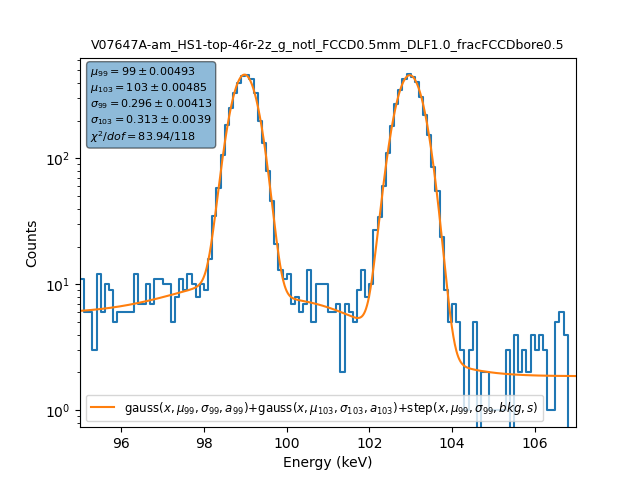 V07647A-am_HS1-top-46r-2z_g_notl_FCCD0.5mm_DLF1.0_fracFCCDbore0.5
μ₉₉ = 99 ± 0.00493
μ₁₀₃ = 103 ± 0.00485
σ₉₉ = 0.296 ± 0.00413
σ₁₀₃ = 0.313 ± 0.0039
χ²/dof = 83.94/118
10²
10¹
10⁰
Counts
gauss(x, μ₉₉, σ₉₉, a₉₉)+gauss(x, μ₁₀₃, σ₁₀₃, a₁₀₃)+step(x, μ₉₉, σ₉₉, bkg, s)
96 98 100 102 104 106
Energy (keV)